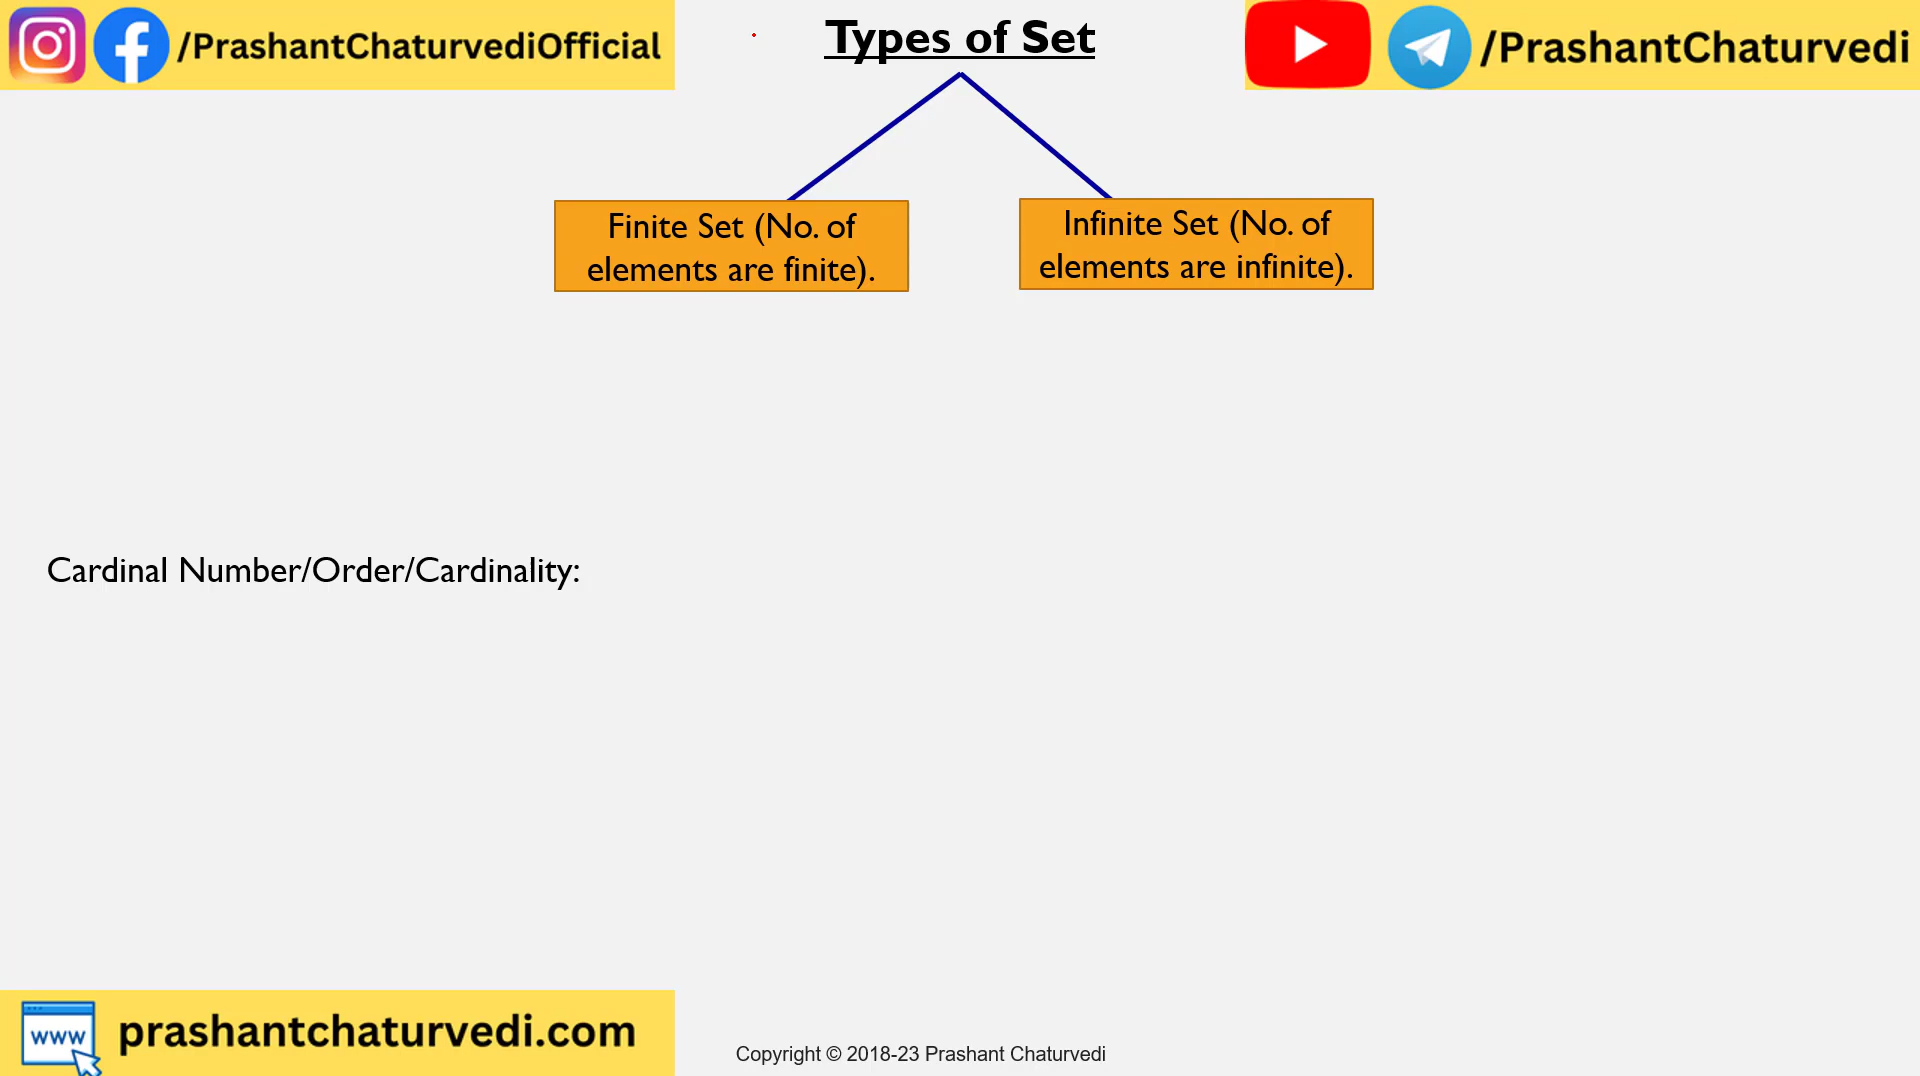 /PrashantChaturvediOfficial
Types of Set
/PrashantChaturvedi
Finite Set (No. of
elements are finite).
Infinite Set (No. of
elements are infinite).
Cardinal Number/Order/Cardinality:
www
prashantchaturvedi.com
Copyright © 2018-23 Prashant Chaturvedi